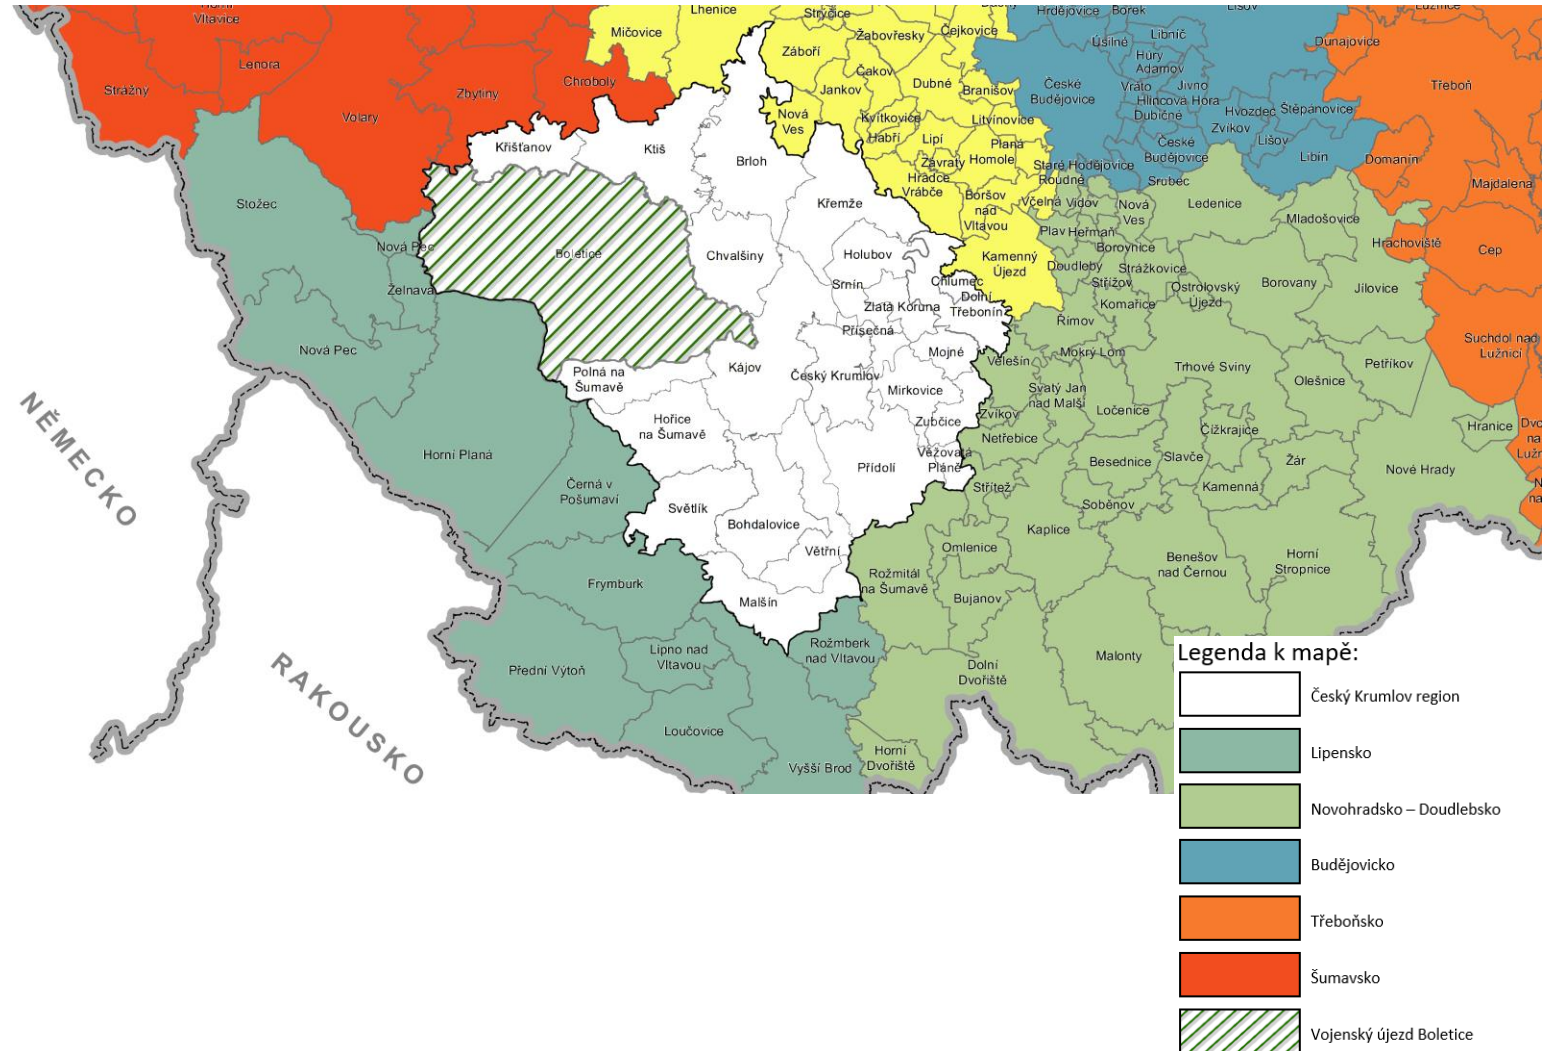 Vltavice
Lhenice
Strýčice
Hrdějovice
Borek
Lišov
Mičovice
Záboří
Žabovřesky
Čejkovice
Úsilné
Libníč
Dunajovice
Lenora
Strážný
Chroboly
Zbytiny
Volary
Čakov
Jankov
Dubné
Branišov
České
Budějovice
Hůry
Adamov
Vráto
Jivno
Hlincova Hora
Dubičné
Hvozdec
Štěpánovice
Zvíkov
Třeboň
Nová
Ves
Kvítkovice
Habří
Lipí
Litvínovice
Planá
Homole
Závraty
Hradce
Vrábče
České
Budějovice
Lišov
Libín
Domanín
Křišťanov
Ktiš
Brloh
Staré Hodějovice
Roudné
Srubec
Majdalena
Stožec
Křemže
Boršov
nad
Vltavou
Včelná
Vidov
Nová
Ves
Ledenice
Mladošovice
Nová Pec
Boletice
Chvalšiny
Holubov
Kamenný
Újezd
Plav
Heřmaň
Borovnice
Doudleby
Strážkovice
Hrachoviště
Cep
Želnava
Srnín
Chlumec
Dolní
Třebonín
Zlatá Koruna
Střížov
Komařice
Ostrolovský
Újezd
Borovany
Jílovice
Nová Pec
Přísečná
Římov
Suchdol nad
Lužnicí
Polná na
Šumavě
Kájov
Český Krumlov
Mojné
Mirkovice
Velešín
Mokrý Lom
Svatý Jan
nad Malší
Trhové Sviny
Olešnice
Petříkov
Hořice
na Šumavě
Zubčice
Zvíkov
Netřebice
Ločenice
Čížkrajice
Hranice
Horní Planá
Přídolí
Věžovatá
Pláně
Besednice
Slavče
Žár
Nové Hrady
Černá v
Pošumaví
Světlík
Bohdalovice
Střítež
Soběnov
Kamenná
Větřní
Omlenice
Kaplice
Benešov
nad Černou
Horní
Stropnice
Frymburk
Malšín
Rožmitál
na Šumavě
Bujanov
Přední Výtoň
Lipno nad
Vltavou
Rožmberk
nad Vltavou
Dolní
Dvořiště
Malonty
Loučovice
Vyšší Brod
Horní
Dvořiště
NĚMECKO
RAKOUSKO
Legenda k mapě:
Český Krumlov region
Lipensko
Novohradsko – Doudlebsko
Budějovicko
Třeboňsko
Šumavsko
Vojenský újezd Boletice